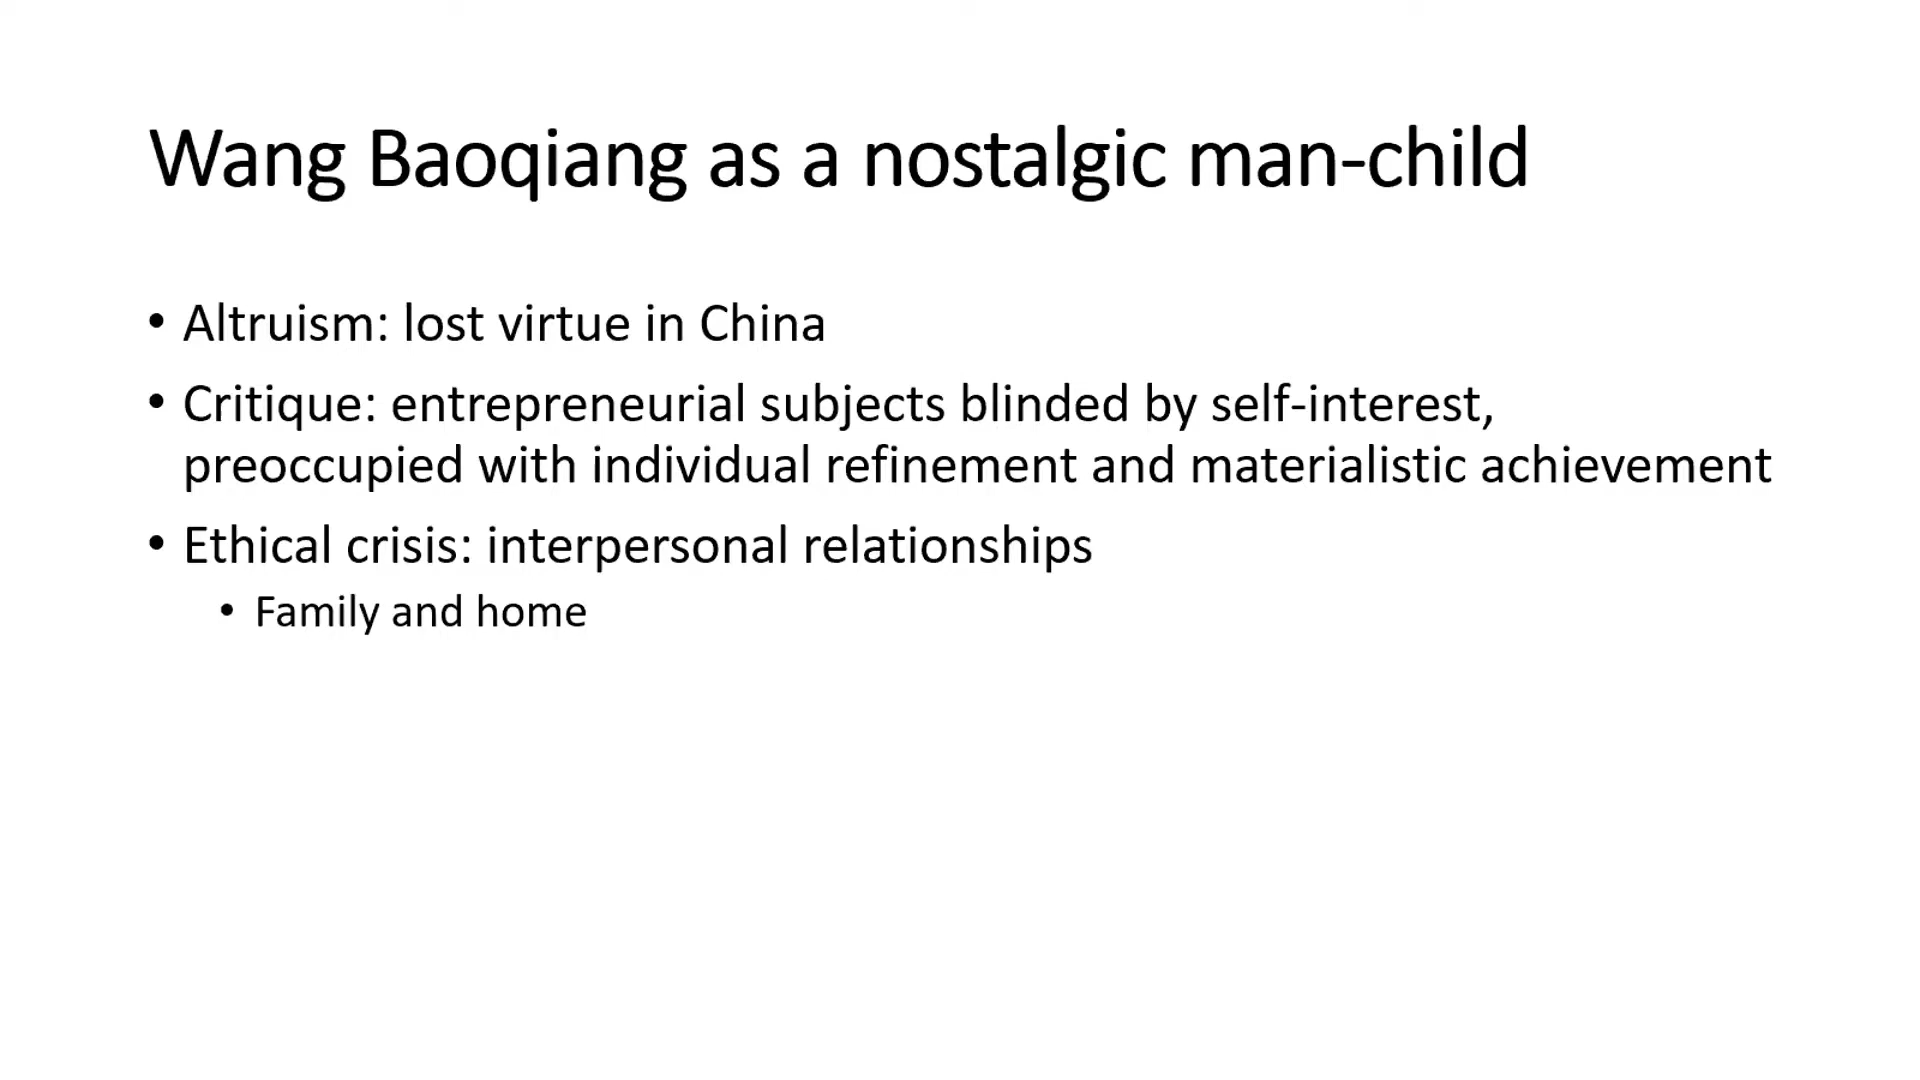 Wang Baoqiang as a nostalgic man-child
• Altruism: lost virtue in China
• Critique: entrepreneurial subjects blinded by self-interest,
preoccupied with individual refinement and materialistic achievement
• Ethical crisis: interpersonal relationships
• Family and home